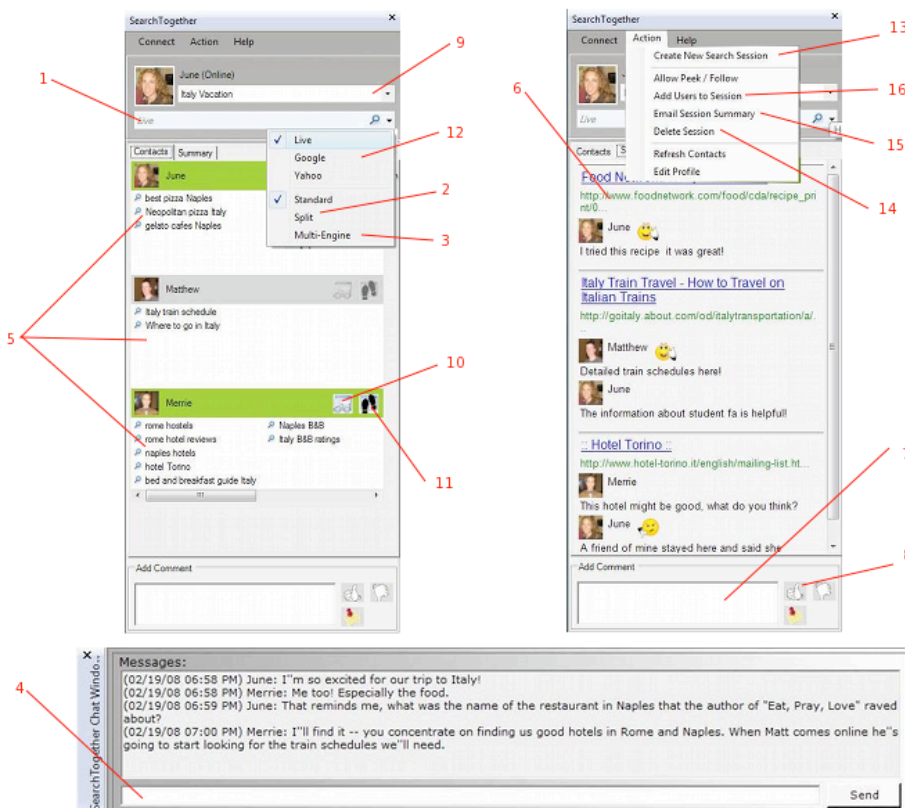 SearchTogether
Connect Action Help
June (Online)
Italy Vacation
Live
Live
Google
Yahoo
Standard
Split
Multi-Engine
Contacts Summary
June
best pizza Naples
Neopolitan pizza Italy
gelato cafes Naples
Matthew
Italy train schedule
Where to go in Italy
Merrie
rome hostels
rome hotel reviews
naples hotels
hotel Torino
bed and breakfast guide Italy
Naples B&B
Italy B&B ratings
Add Comment
1
9
12
2
3
5
10
11
SearchTogether
Connect Action Help
Create New Search Session
Allow Peek / Follow
Add Users to Session
Email Session Summary
Delete Session
Refresh Contacts
Edit Profile
Live
Contacts S
Food N
http://www.foodnetwork.com/food/cda/recipe_pri
nt/0...
June
I tried this recipe it was great!
Italy Train Travel - How to Travel on
Italian Trains
http://goitaly.about.com/od/italytransportation/a/.
..
Matthew
Detailed train schedules here!
June
The information about student fa is helpful!
:: Hotel Torino ::
http://www.hotel-torino.it/english/mailing-list.ht...
Merrie
This hotel might be good, what do you think?
June
A friend of mine stayed here and said she
Add Comment
13
6
16
15
14
7
8
4
SearchTogether Chat Windo..
Messages:
(02/19/08 06:58 PM) June: I"m so excited for our trip to Italy!
(02/19/08 06:58 PM) Merrie: Me too! Especially the food.
(02/19/08 06:59 PM) June: That reminds me, what was the name of the restaurant in Naples that the author of "Eat, Pray, Love" raved
about?
(02/19/08 07:00 PM) Merrie: I"ll find it -- you concentrate on finding us good hotels in Rome and Naples. When Matt comes online he"s
going to start looking for the train schedules we"ll need.
Send